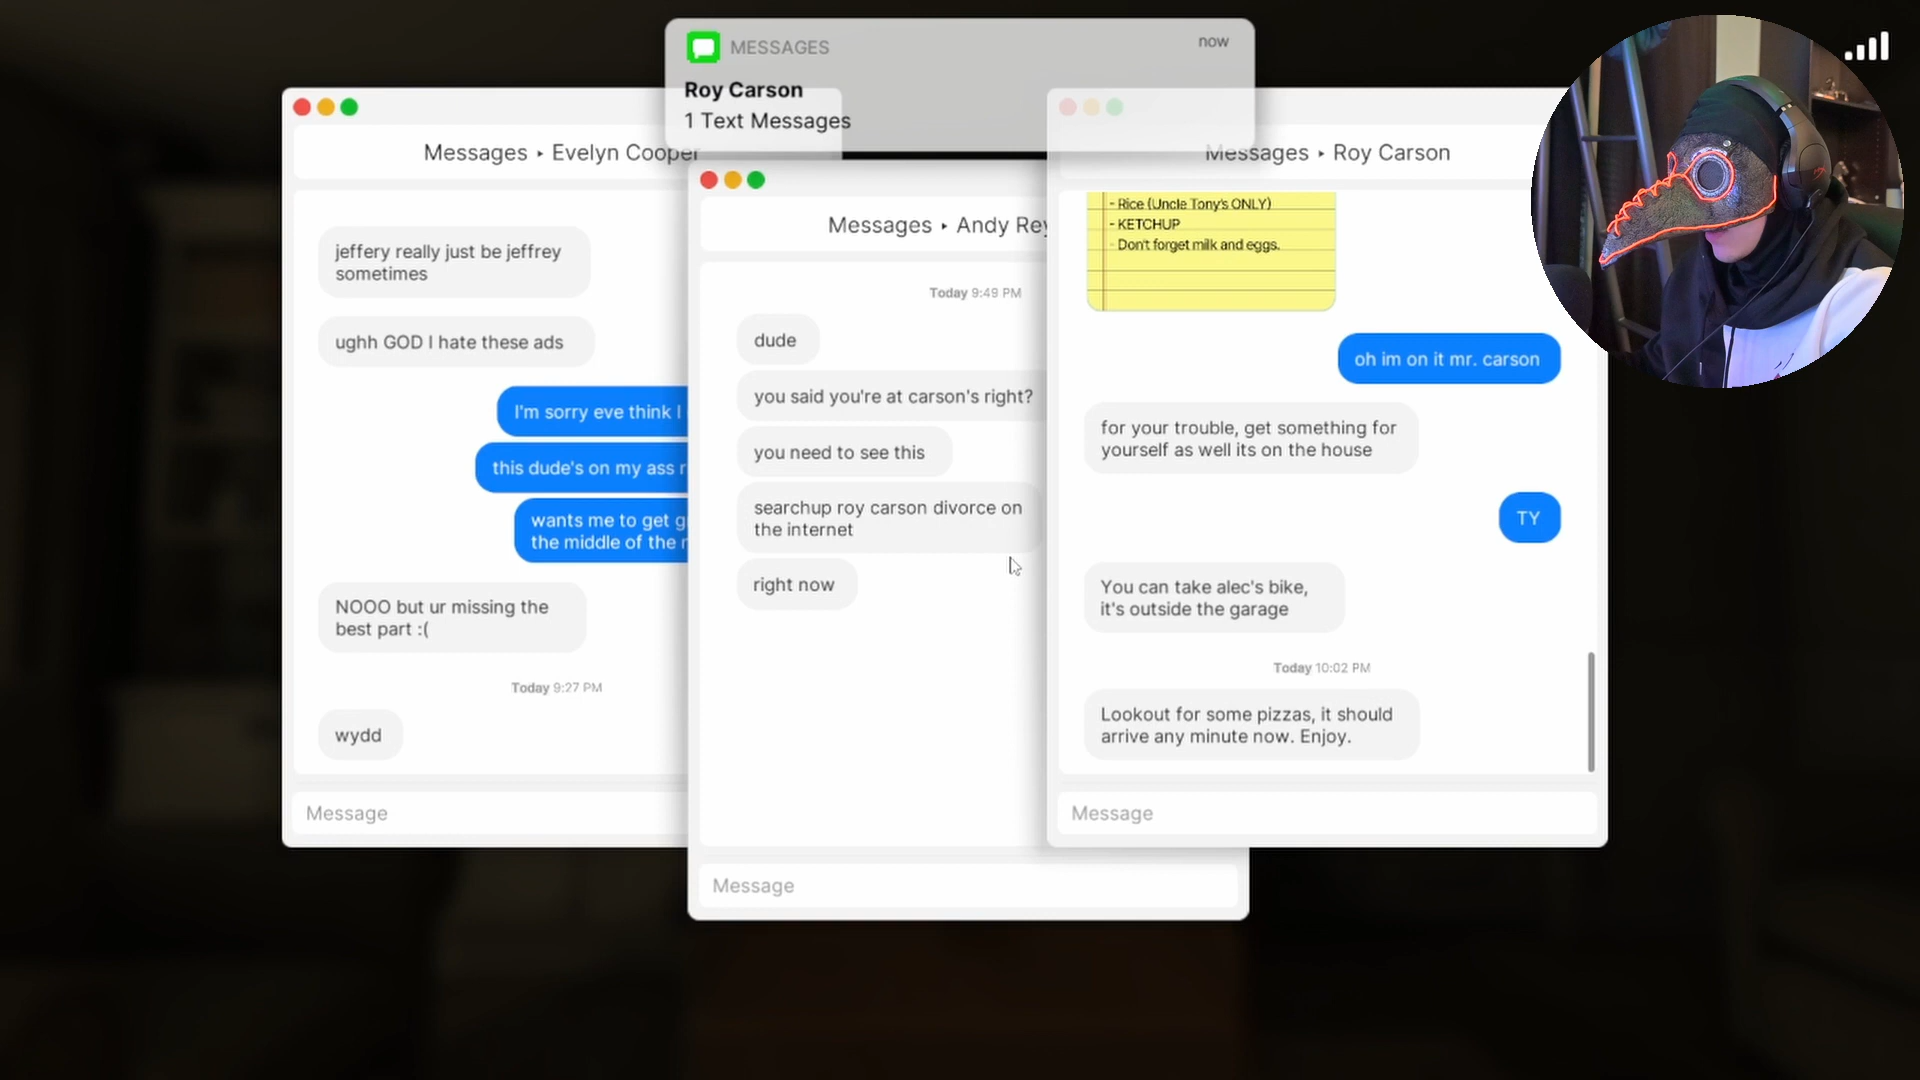 MESSAGES
now
Roy Carson
1 Text Messages
Messages ‣ Evelyn Cooper
jeffery really just be jeffrey
sometimes
ughh GOD I hate these ads
I'm sorry eve think I
this dude's on my ass
wants me to get
the middle of the
NOOO but ur missing the
best part :(
Today 9:27 PM
wydd
Message
Messages ‣ Andy
Today 9:49 PM
dude
you said you're at carson's right?
you need to see this
searchup roy carson divorce on
the internet
right now
Message
Messages ‣ Roy Carson
- Rice (Uncle Tony's ONLY)
- KETCHUP
- Don't forget milk and eggs.
oh im on it mr. carson
for your trouble, get something for
yourself as well its on the house
TY
You can take alec's bike,
it's outside the garage
Today 10:02 PM
Lookout for some pizzas, it should
arrive any minute now. Enjoy.
Message